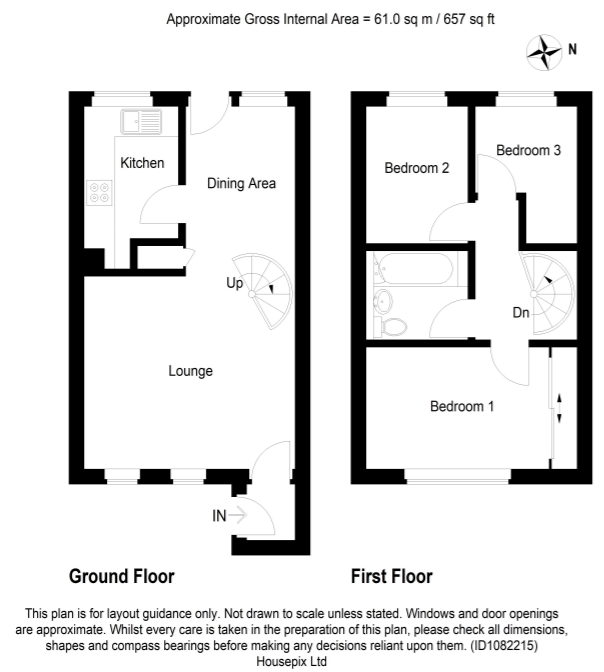 Approximate Gross Internal Area = 61.0 sq m / 657 sq ft
N
Kitchen
Dining Area
Up
Lounge
IN
Bedroom 2
Bedroom 3
Dn
Bedroom 1
Ground Floor
First Floor
This plan is for layout guidance only. Not drawn to scale unless stated. Windows and door openings
are approximate. Whilst every care is taken in the preparation of this plan, please check all dimensions,
shapes and compass bearings before making any decisions reliant upon them. (ID1082215)
Housepix Ltd